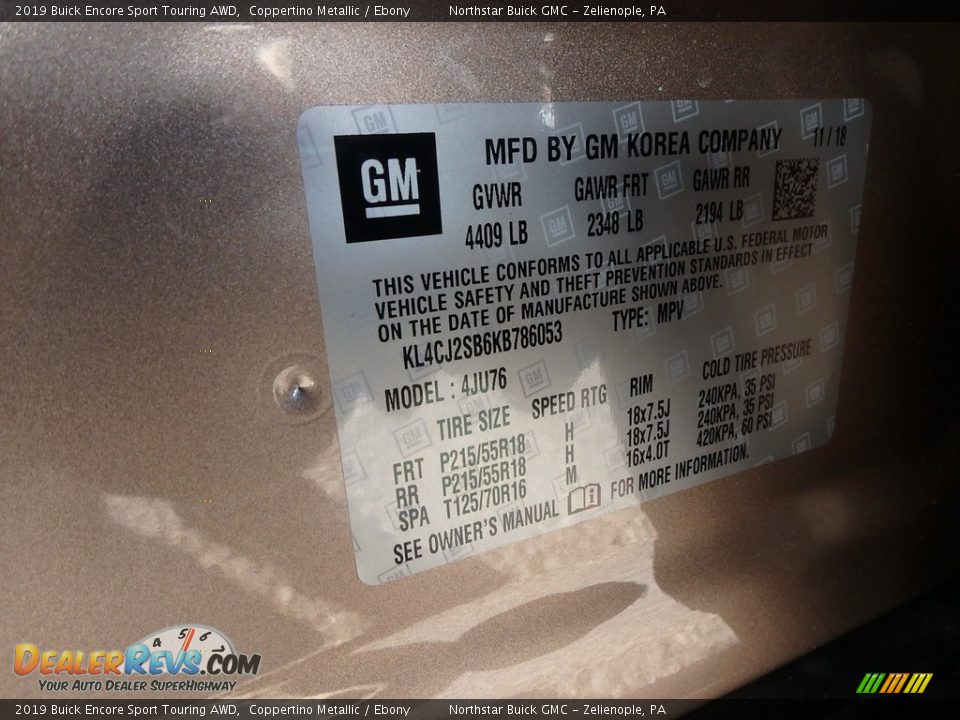 2019 Buick Encore Sport Touring AWD, Coppertino Metallic / Ebony Northstar Buick GMC - Zelienople, PA
GM
MFD BY GM KOREA COMPANY 11/18
GVWR GAWR FRT GAWR RR
4409 LB 2348 LB 2194 LB
THIS VEHICLE CONFORMS TO ALL APPLICABLE U.S. FEDERAL MOTOR
VEHICLE SAFETY AND THEFT PREVENTION STANDARDS IN EFFECT
ON THE DATE OF MANUFACTURE SHOWN ABOVE.
KL4CJ2SB6KB786053 TYPE: MPV
MODEL : 4JU76
TIRE SIZE SPEED RTG RIM COLD TIRE PRESSURE
FRT P215/55R18 H 18x7.5J 240KPA, 35 PSI
RR P215/55R18 H 18x7.5J 240KPA, 35 PSI
SPA T125/70R16 M 16x4.0T 420KPA, 60 PSI
SEE OWNER'S MANUAL FOR MORE INFORMATION.
4 5 6
DEALERREVS.COM
YOUR AUTO DEALER SUPERHIGHWAY
2019 Buick Encore Sport Touring AWD, Coppertino Metallic / Ebony Northstar Buick GMC - Zelienople, PA